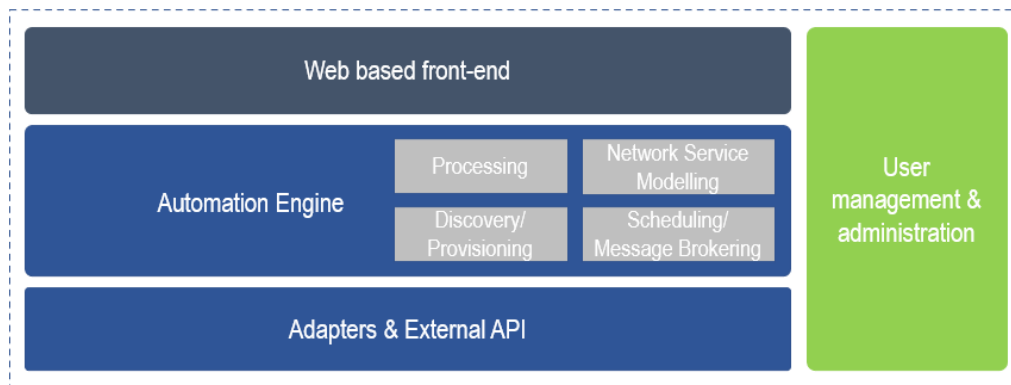 Web based front-end
Automation Engine
Processing
Network Service
Modelling
Discovery/
Provisioning
Scheduling/
Message Brokering
Adapters & External API
User
management &
administration